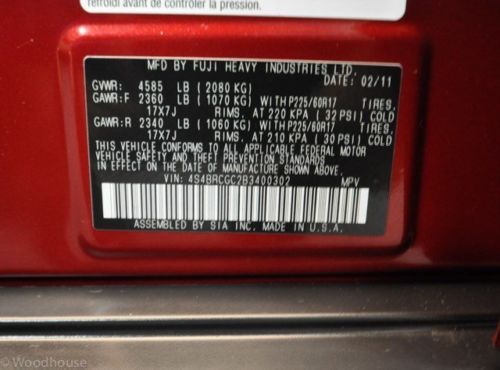 refroidi avant de contrôler la pression.
MFD BY FUJI HEAVY INDUSTRIES LTD.
DATE: 02/11
GVWR: 4585 LB (2080 KG)
GAWR:F 2360 LB (1070 KG) WITH P225/60R17 TIRES,
17X7J RIMS, AT 220 KPA (32 PSI) COLD
GAWR:R 2340 LB (1060 KG) WITH P225/60R17 TIRES,
17X7J RIMS, AT 210 KPA (30 PSI) COLD
THIS VEHICLE CONFORMS TO ALL APPLICABLE FEDERAL MOTOR
VEHICLE SAFETY AND THEFT PREVENTION STANDARDS
IN EFFECT ON THE DATE OF MANUFACTURE SHOWN ABOVE.
VIN: 4S4BRCGC2B3400302 MPV
ASSEMBLED BY SIA INC. MADE IN U.S.A.
© Woodhouse